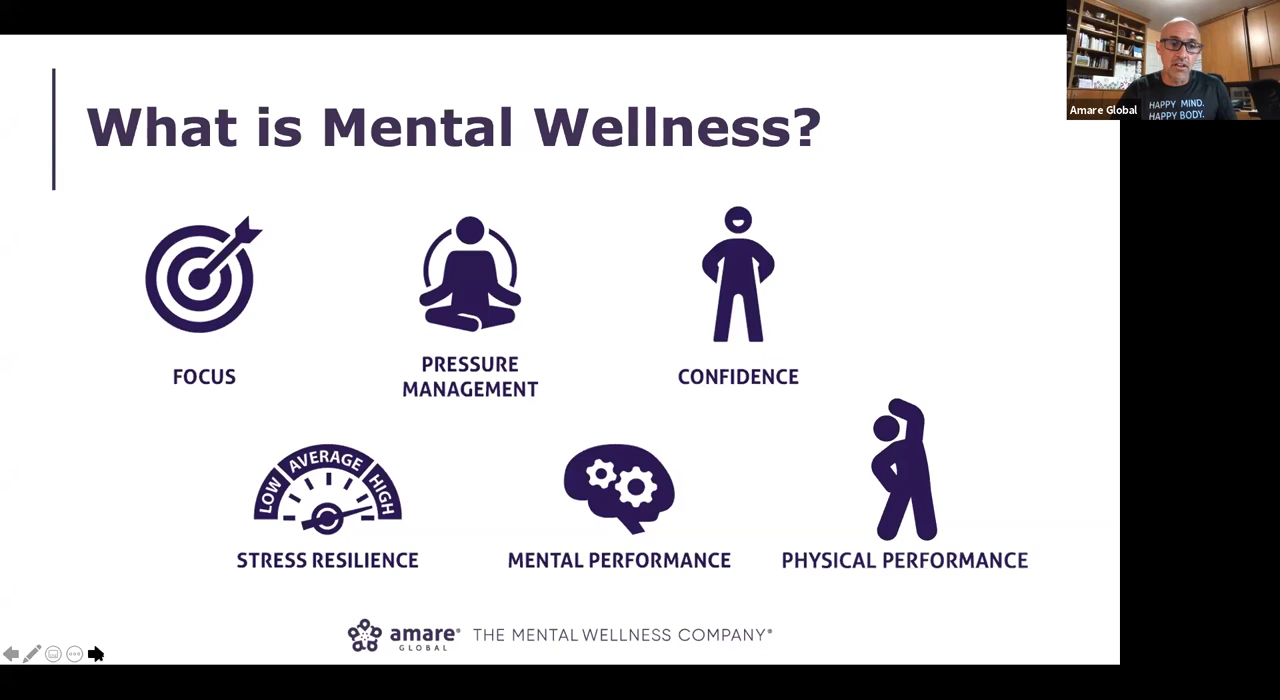 What is Mental Wellness?
FOCUS
PRESSURE
MANAGEMENT
CONFIDENCE
LOW AVERAGE HIGH
STRESS RESILIENCE
MENTAL PERFORMANCE
PHYSICAL PERFORMANCE
amare® THE MENTAL WELLNESS COMPANY®
GLOBAL
HAPPY MIND.
HAPPY BODY.
Amare Global